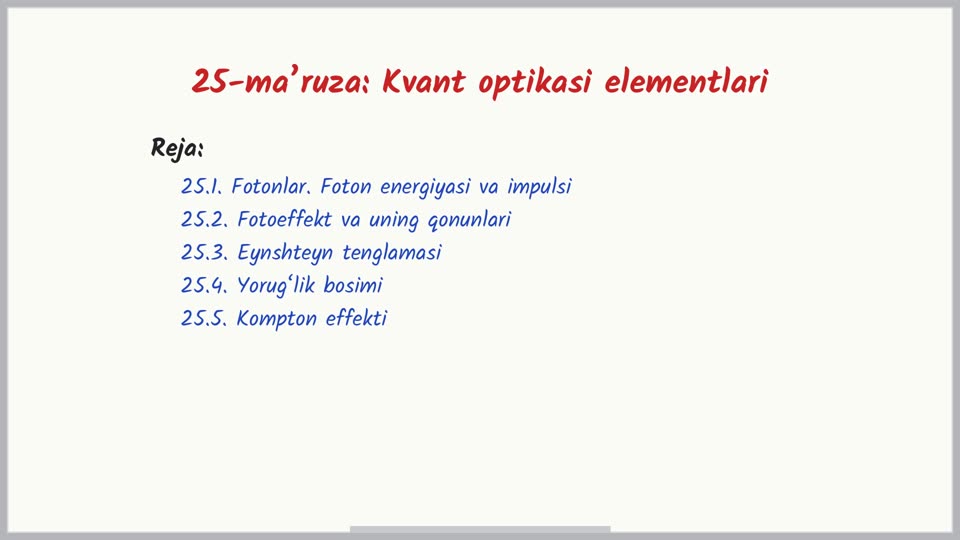 25-ma’ruza: Kvant optikasi elementlari
Reja:
25.1. Fotonlar. Foton energiyasi va impulsi
25.2. Fotoeffekt va uning qonunlari
25.3. Eynshteyn tenglamasi
25.4. Yorug‘lik bosimi
25.5. Kompton effekti